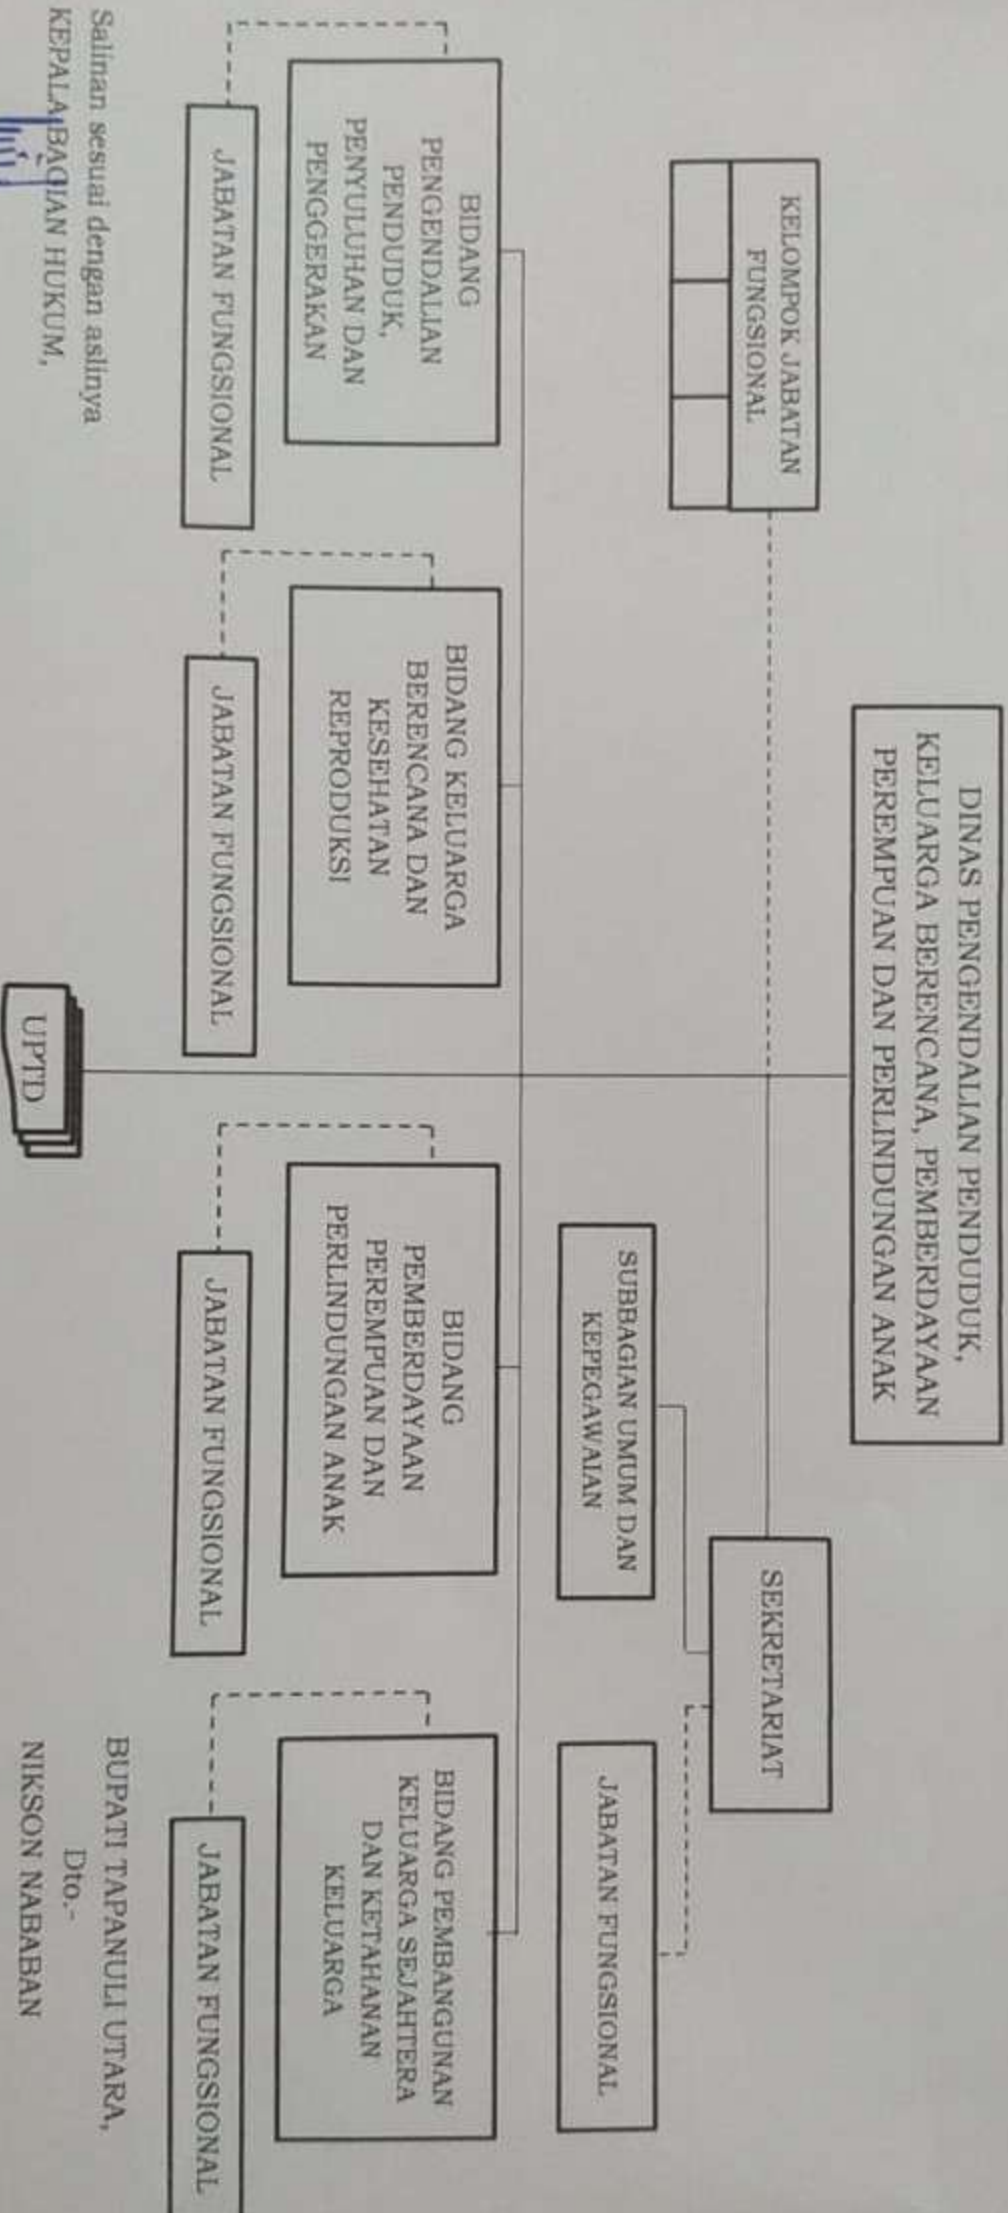 DINAS PENGENDALIAN PENDUDUK,
KELUARGA BERENCANA, PEMBERDAYAAN
PEREMPUAN DAN PERLINDUNGAN ANAK
KELOMPOK JABATAN
FUNGSIONAL
SEKRETARIAT
SUBBAGIAN UMUM DAN
KEPEGAWAIAN
JABATAN FUNGSIONAL
BIDANG
PENGENDALIAN
PENDUDUK,
PENYULUHAN DAN
PENGGERAKAN
BIDANG KELUARGA
BERENCANA DAN
KESEHATAN
REPRODUKSI
BIDANG
PEMBERDAYAAN
PEREMPUAN DAN
PERLINDUNGAN ANAK
BIDANG PEMBANGUNAN
KELUARGA SEJAHTERA
DAN KETAHANAN
KELUARGA
JABATAN FUNGSIONAL
JABATAN FUNGSIONAL
JABATAN FUNGSIONAL
JABATAN FUNGSIONAL
UPTD
Salinan sesuai dengan aslinya
KEPALA BAGIAN HUKUM,
BUPATI TAPANULI UTARA,
Dto.-
NIKSON NABABAN